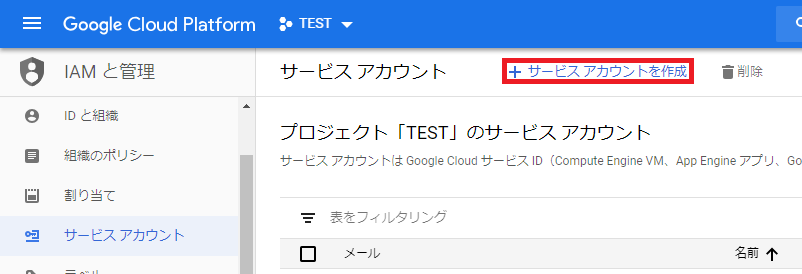 Google Cloud Platform TEST
IAM と管理
サービス アカウント
サービス アカウントを作成
削除
ID と組織
組織のポリシー
割り当て
サービス アカウント
プロジェクト「TEST」のサービス アカウント
サービス アカウントは Google Cloud サービス ID（Compute Engine VM、App Engine アプリ、Go
表をフィルタリング
メール
名前